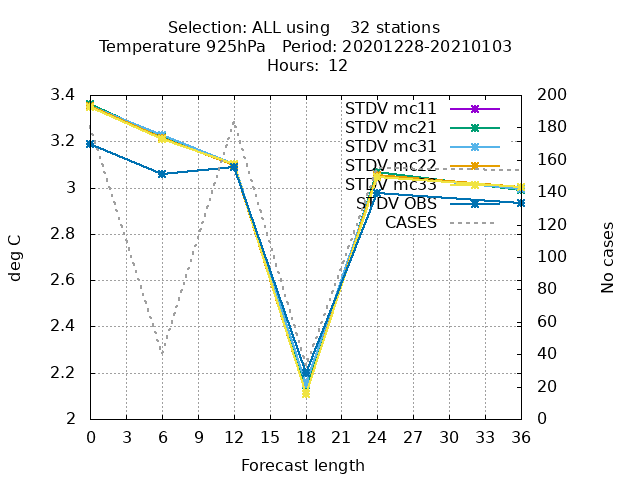 Selection: ALL using    32 stations
Temperature 925hPa   Period: 20201228-20210103
Hours: 12
3.4
3.2
3
2.8
2.6
2.4
2.2
2
deg C
200
180
160
140
120
100
80
60
40
20
0
No cases
STDV mc11
STDV mc21
STDV mc31
STDV mc22
STDV mc33
STDV OBS
CASES
0 3 6 9 12 15 18 21 24 27 30 33 36
Forecast length